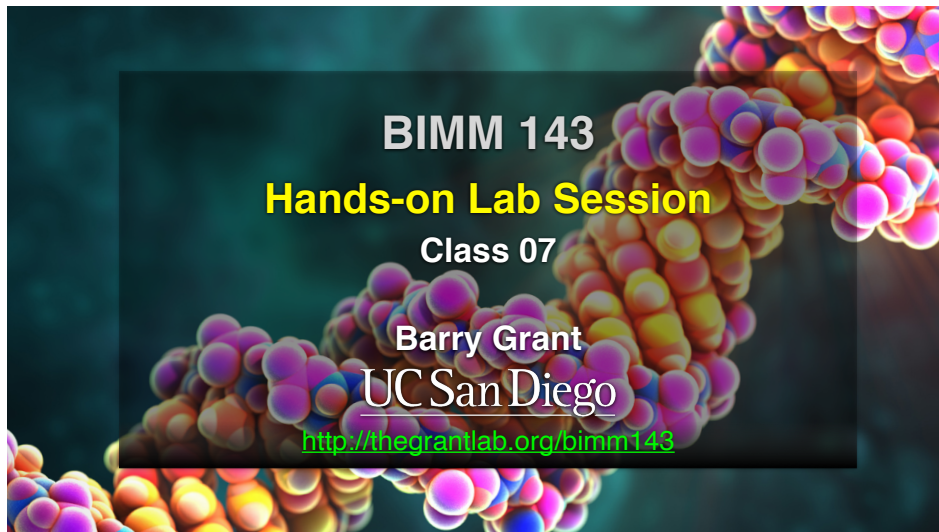 BIMM 143
Hands-on Lab Session
Class 07
Barry Grant
UC San Diego
http://thegrantlab.org/bimm143